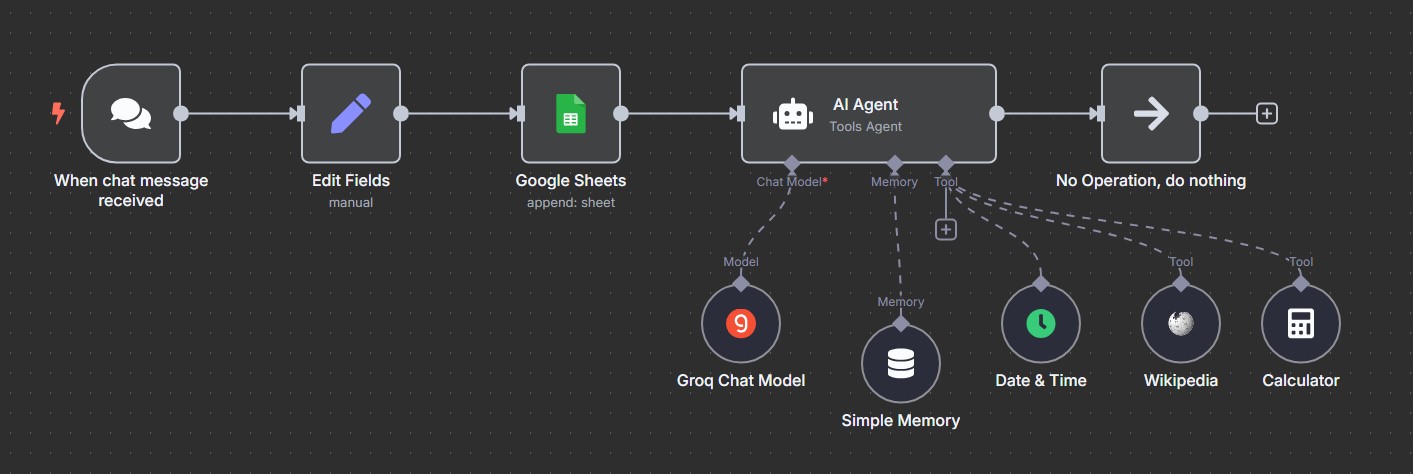 When chat message
received
Edit Fields
manual
Google Sheets
append: sheet
AI Agent
Tools Agent
Chat Model*
Memory
Tool
No Operation, do nothing
Model
Groq Chat Model
Memory
Simple Memory
Date & Time
Tool
Wikipedia
Tool
Calculator